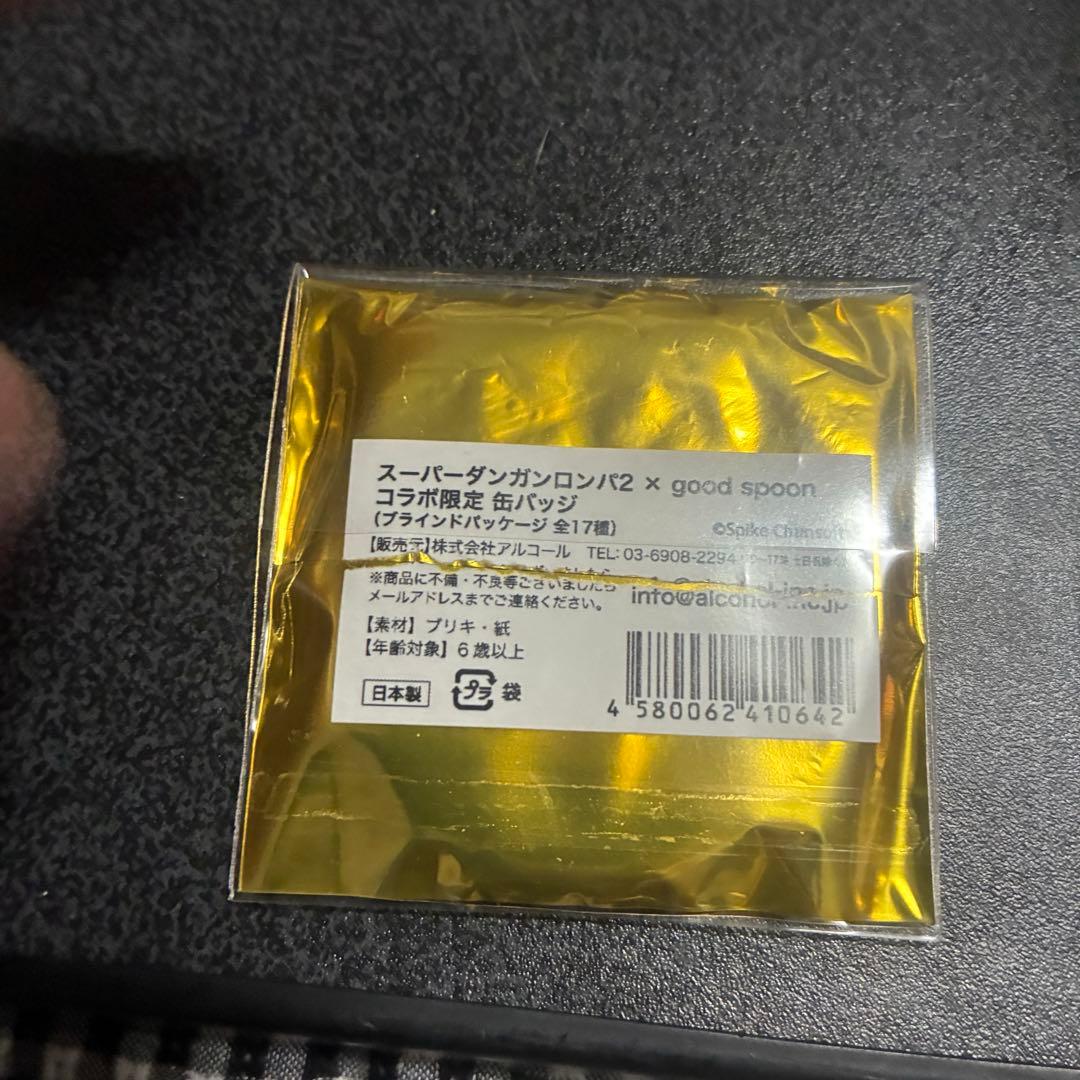 スーパーダンガンロンパ2 × good spoon
コラボ限定 缶バッジ
(ブラインドパッケージ 全17種)
©Spike Chunsoft
【販売元】株式会社アルコール TEL: 03-6908-2294
※商品に不備・不良等ございましたら
メールアドレスまでご連絡ください。
info@alcohol-inc.jp
【素材】ブリキ・紙
【年齢対象】6歳以上
日本製 プラ 袋
4 580062 410642